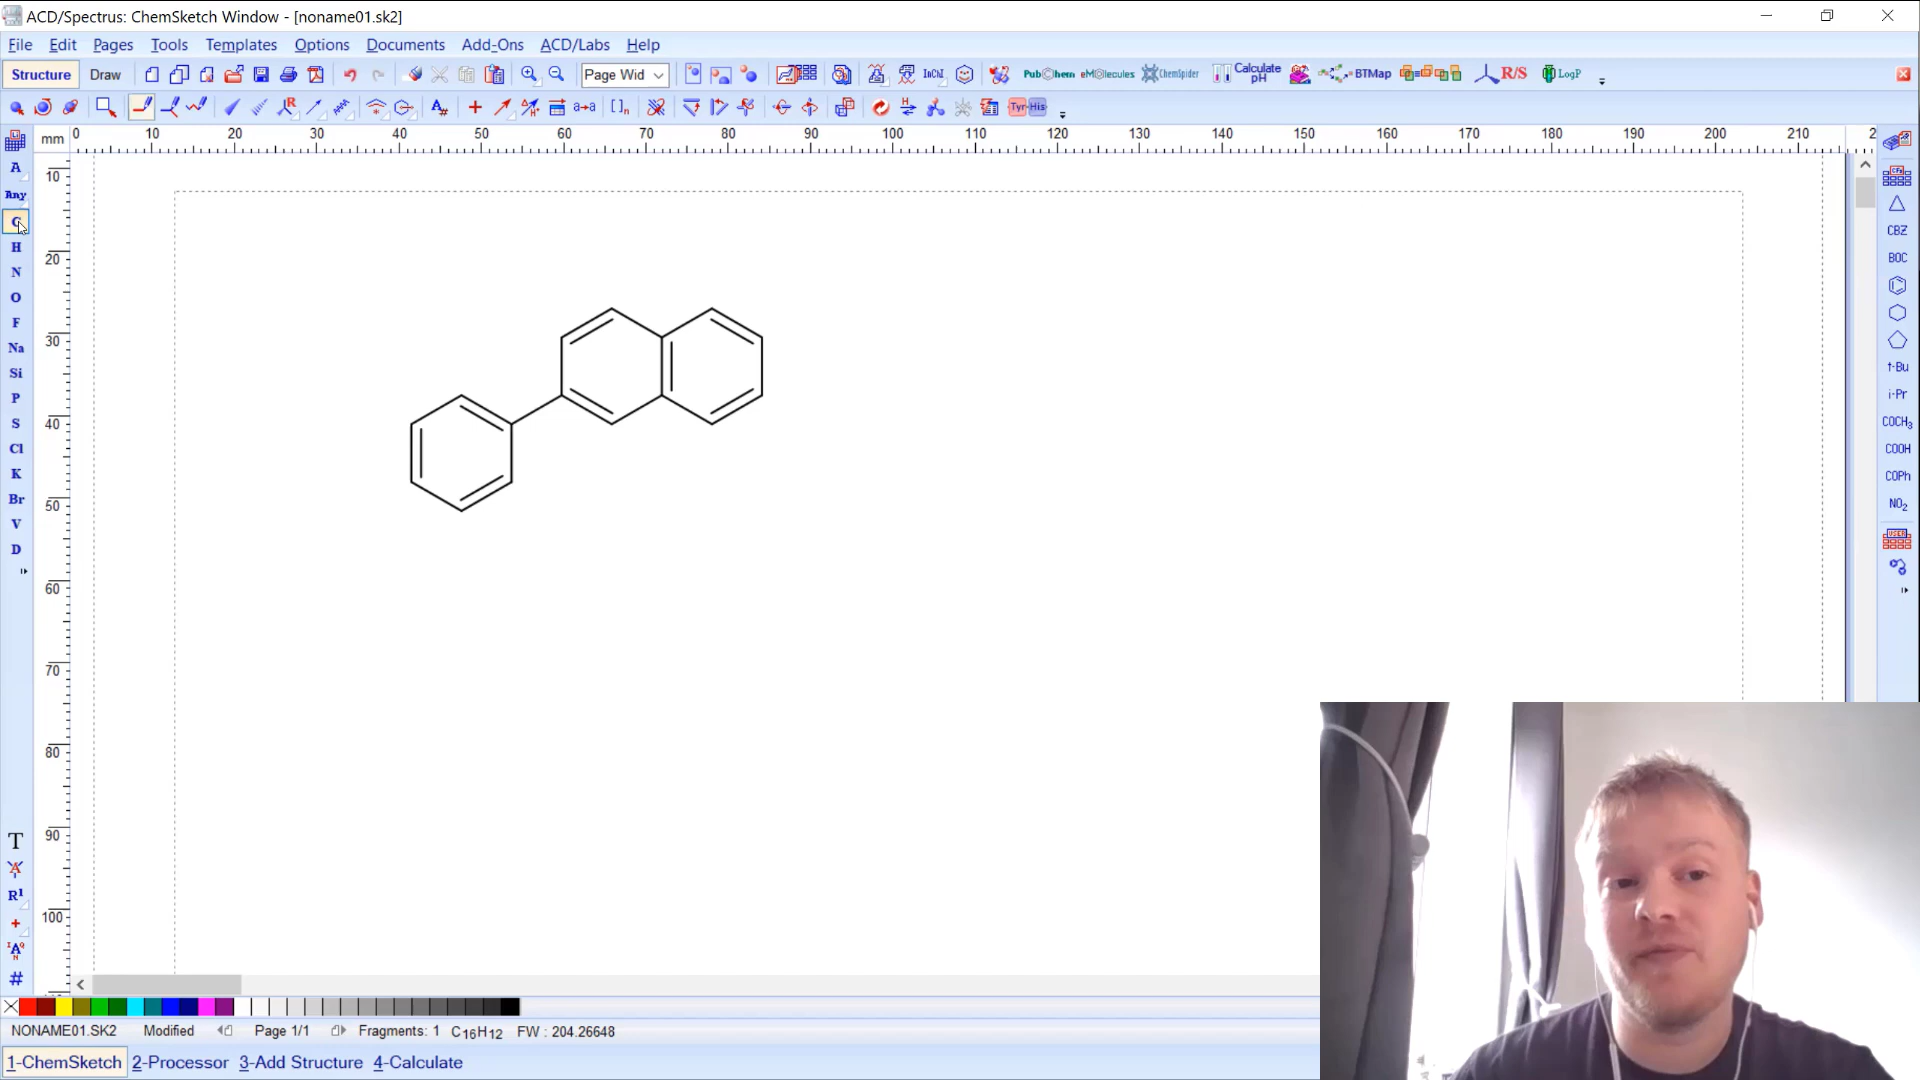 ACD/Spectrus: ChemSketch Window - [noname01.sk2]
File Edit Pages Tools Templates Options Documents Add-Ons ACD/Labs Help
Structure Draw Page Wid InChI PubChem eMolecules ChemSpider Calculate pH BTMap R/S LogP
A# a→a [ ]n H Tyr His
mm 0 10 20 30 40 50 60 70 80 90 100 110 120 130 140 150 160 170 180 190 200 210 2
10
20
30
40
50
60
70
80
90
100
A
Any
C
H
N
O
F
Na
Si
P
S
Cl
K
Br
V
D
T
A
R1
+
#
CBZ
BOC
t-Bu
i-Pr
COCH3
COOH
COPh
NO2
USER
NONAME01.SK2 Modified Page 1/1 Fragments: 1 C16H12 FW : 204.26648
1-ChemSketch 2-Processor 3-Add Structure 4-Calculate